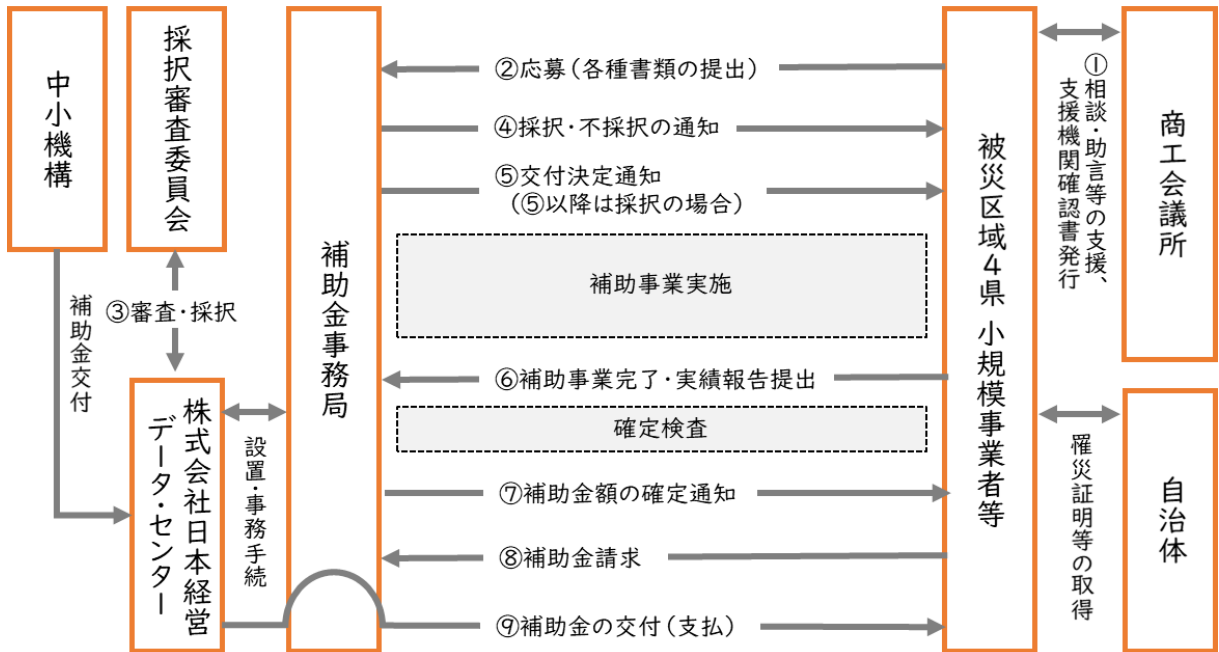 中小機構
採択審査委員会
補助金交付
③審査・採択
株式会社日本経営
データ・センター
設置・事務手続
補助金事務局
②応募（各種書類の提出）
④採択・不採択の通知
⑤交付決定通知
（⑤以降は採択の場合）
補助事業実施
⑥補助事業完了・実績報告提出
確定検査
⑦補助金額の確定通知
⑧補助金請求
⑨補助金の交付（支払）
被災区域４県 小規模事業者等
①相談・助言等の支援、
支援機関確認書発行
商工会議所
罹災証明等の取得
自治体